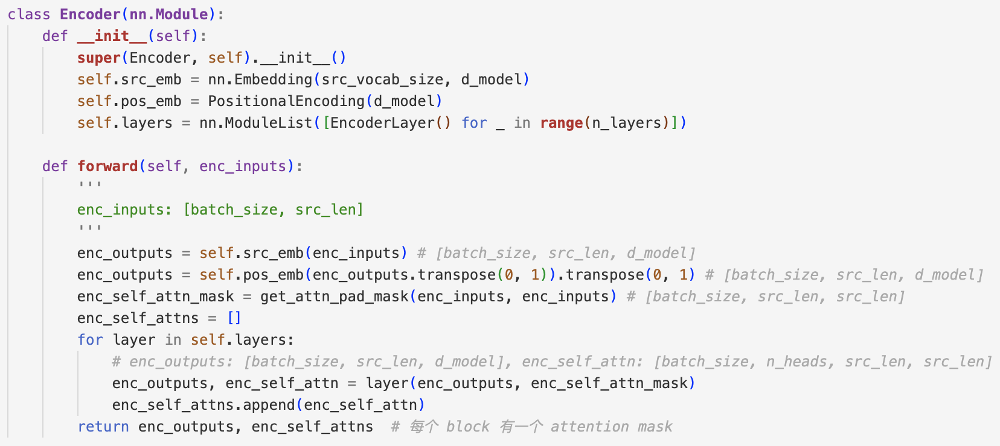 class Encoder(nn.Module):
    def __init__(self):
        super(Encoder, self).__init__()
        self.src_emb = nn.Embedding(src_vocab_size, d_model)
        self.pos_emb = PositionalEncoding(d_model)
        self.layers = nn.ModuleList([EncoderLayer() for _ in range(n_layers)])

    def forward(self, enc_inputs):
        '''
        enc_inputs: [batch_size, src_len]
        '''
        enc_outputs = self.src_emb(enc_inputs) # [batch_size, src_len, d_model]
        enc_outputs = self.pos_emb(enc_outputs.transpose(0, 1)).transpose(0, 1) # [batch_size, src_len, d_model]
        enc_self_attn_mask = get_attn_pad_mask(enc_inputs, enc_inputs) # [batch_size, src_len, src_len]
        enc_self_attns = []
        for layer in self.layers:
            # enc_outputs: [batch_size, src_len, d_model], enc_self_attn: [batch_size, n_heads, src_len, src_len]
            enc_outputs, enc_self_attn = layer(enc_outputs, enc_self_attn_mask)
            enc_self_attns.append(enc_self_attn)
        return enc_outputs, enc_self_attns  # 每个 block 有一个 attention mask